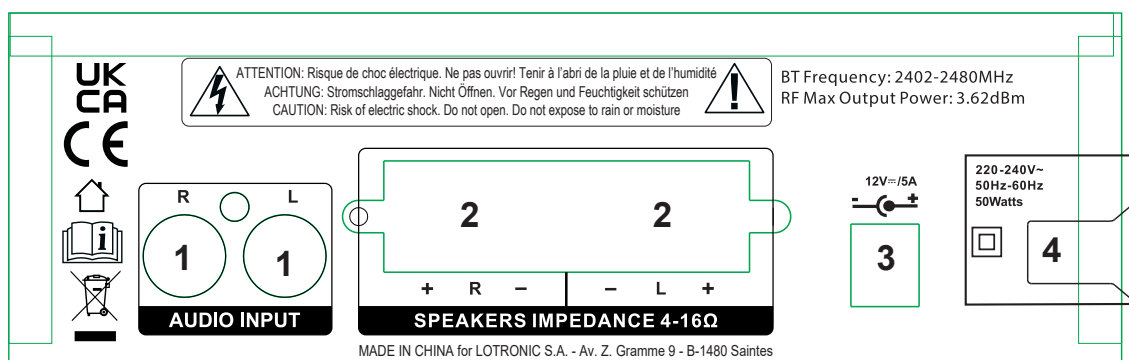 UK
CA
CE
ATTENTION: Risque de choc électrique. Ne pas ouvrir! Tenir à l'abri de la pluie et de l'humidité
ACHTUNG: Stromschlaggefahr. Nicht Öffnen. Vor Regen und Feuchtigkeit schützen
CAUTION: Risk of electric shock. Do not open. Do not expose to rain or moisture
BT Frequency: 2402-2480MHz
RF Max Output Power: 3.62dBm
R L
1 1
AUDIO INPUT
2 2
+ R - - L +
SPEAKERS IMPEDANCE 4-16Ω
12V⎓/5A
- +
3
220-240V~
50Hz-60Hz
50Watts
4
MADE IN CHINA for LOTRONIC S.A. - Av. Z. Gramme 9 - B-1480 Saintes